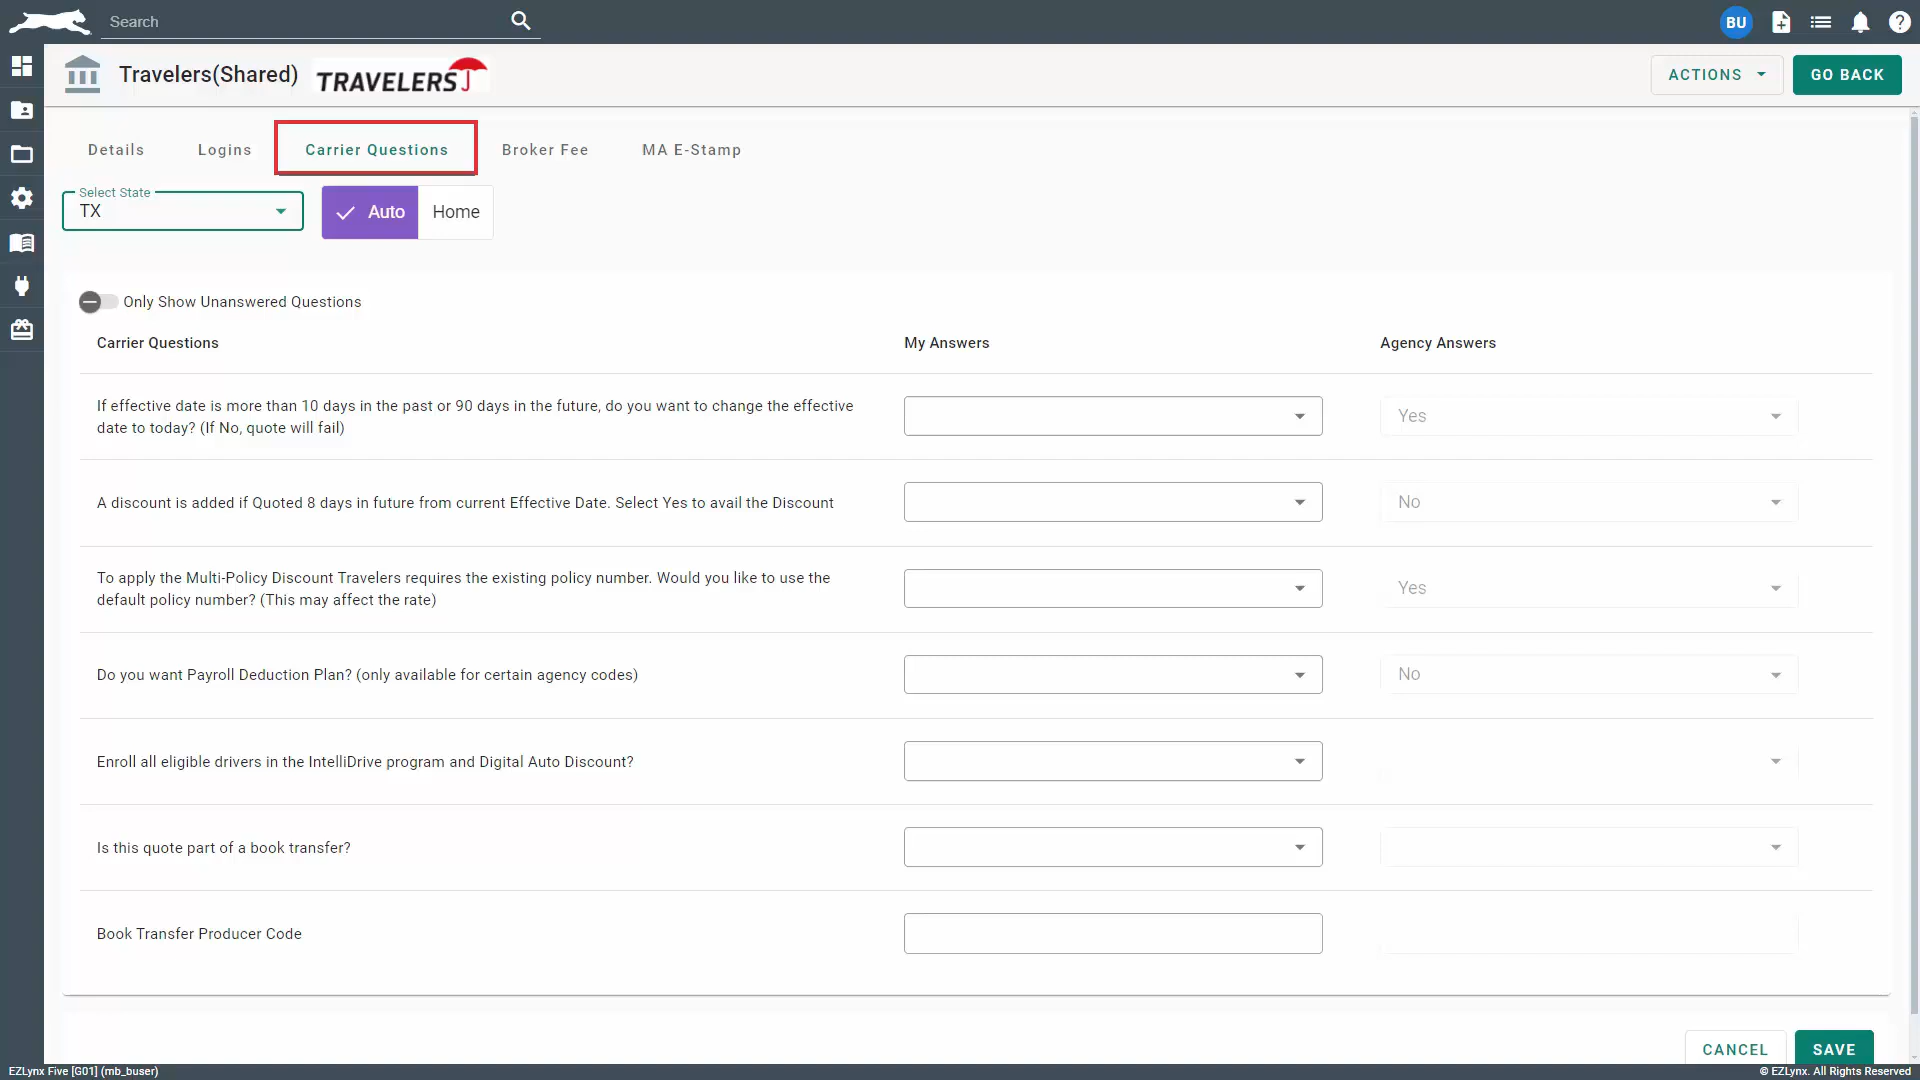 Search
BU
Travelers(Shared)
TRAVELERS
ACTIONS
GO BACK
Details
Logins
Carrier Questions
Broker Fee
MA E-Stamp
Select State
TX
Auto
Home
Only Show Unanswered Questions
Carrier Questions
My Answers
Agency Answers
If effective date is more than 10 days in the past or 90 days in the future, do you want to change the effective
date to today? (If No, quote will fail)
Yes
A discount is added if Quoted 8 days in future from current Effective Date. Select Yes to avail the Discount
No
To apply the Multi-Policy Discount Travelers requires the existing policy number. Would you like to use the
default policy number? (This may affect the rate)
Yes
Do you want Payroll Deduction Plan? (only available for certain agency codes)
No
Enroll all eligible drivers in the IntelliDrive program and Digital Auto Discount?
Is this quote part of a book transfer?
Book Transfer Producer Code
CANCEL
SAVE
EZLynx Five [G01] (mb_buser)
© EZLynx. All Rights Reserved